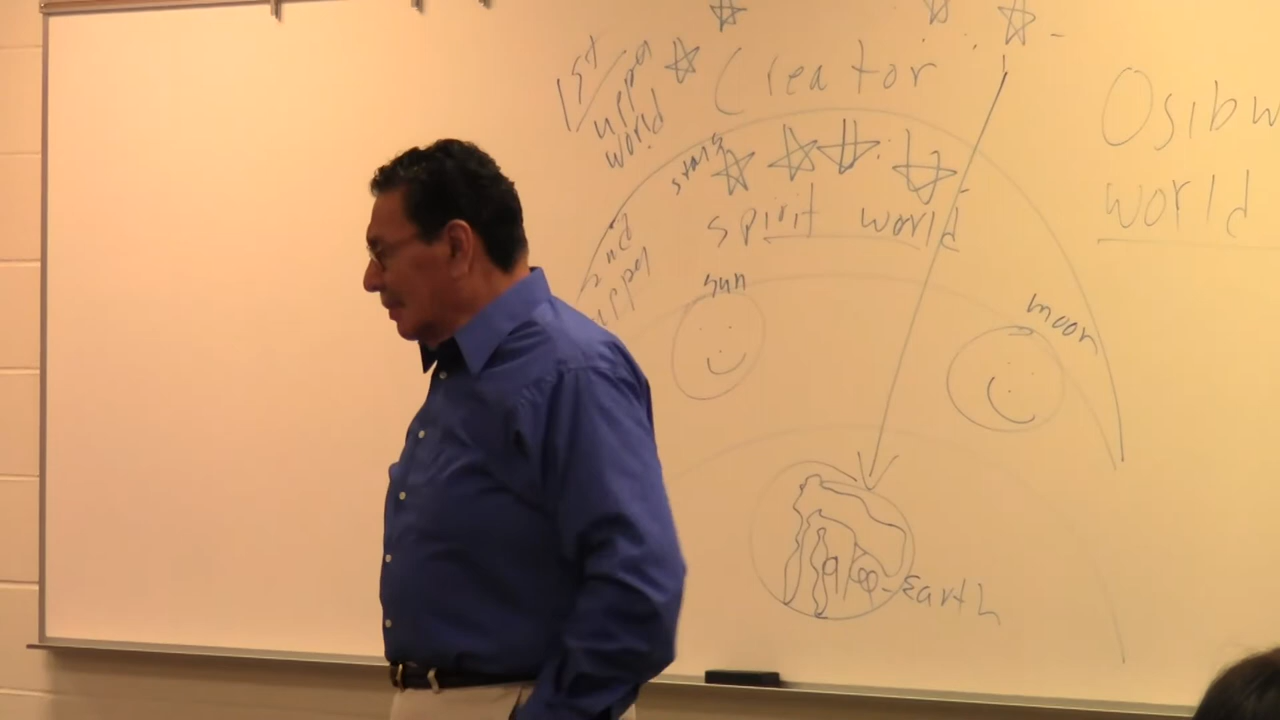 1st
upper
world
Creator
Osibw
world
stars
spirit world
2nd
upper
sun
moon
Earth